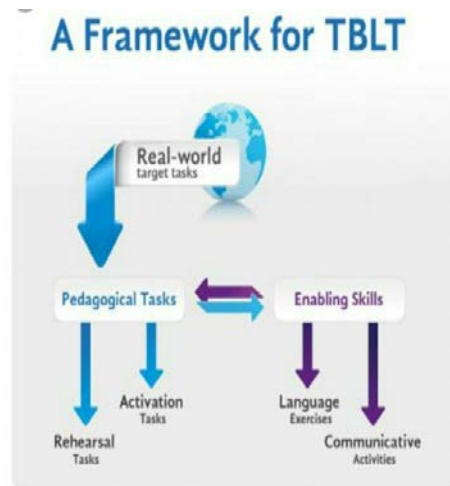 A Framework for TBLT
Real-world
target tasks
Pedagogical Tasks
Enabling Skills
Activation
Tasks
Language
Exercises
Rehearsal
Tasks
Communicative
Activities